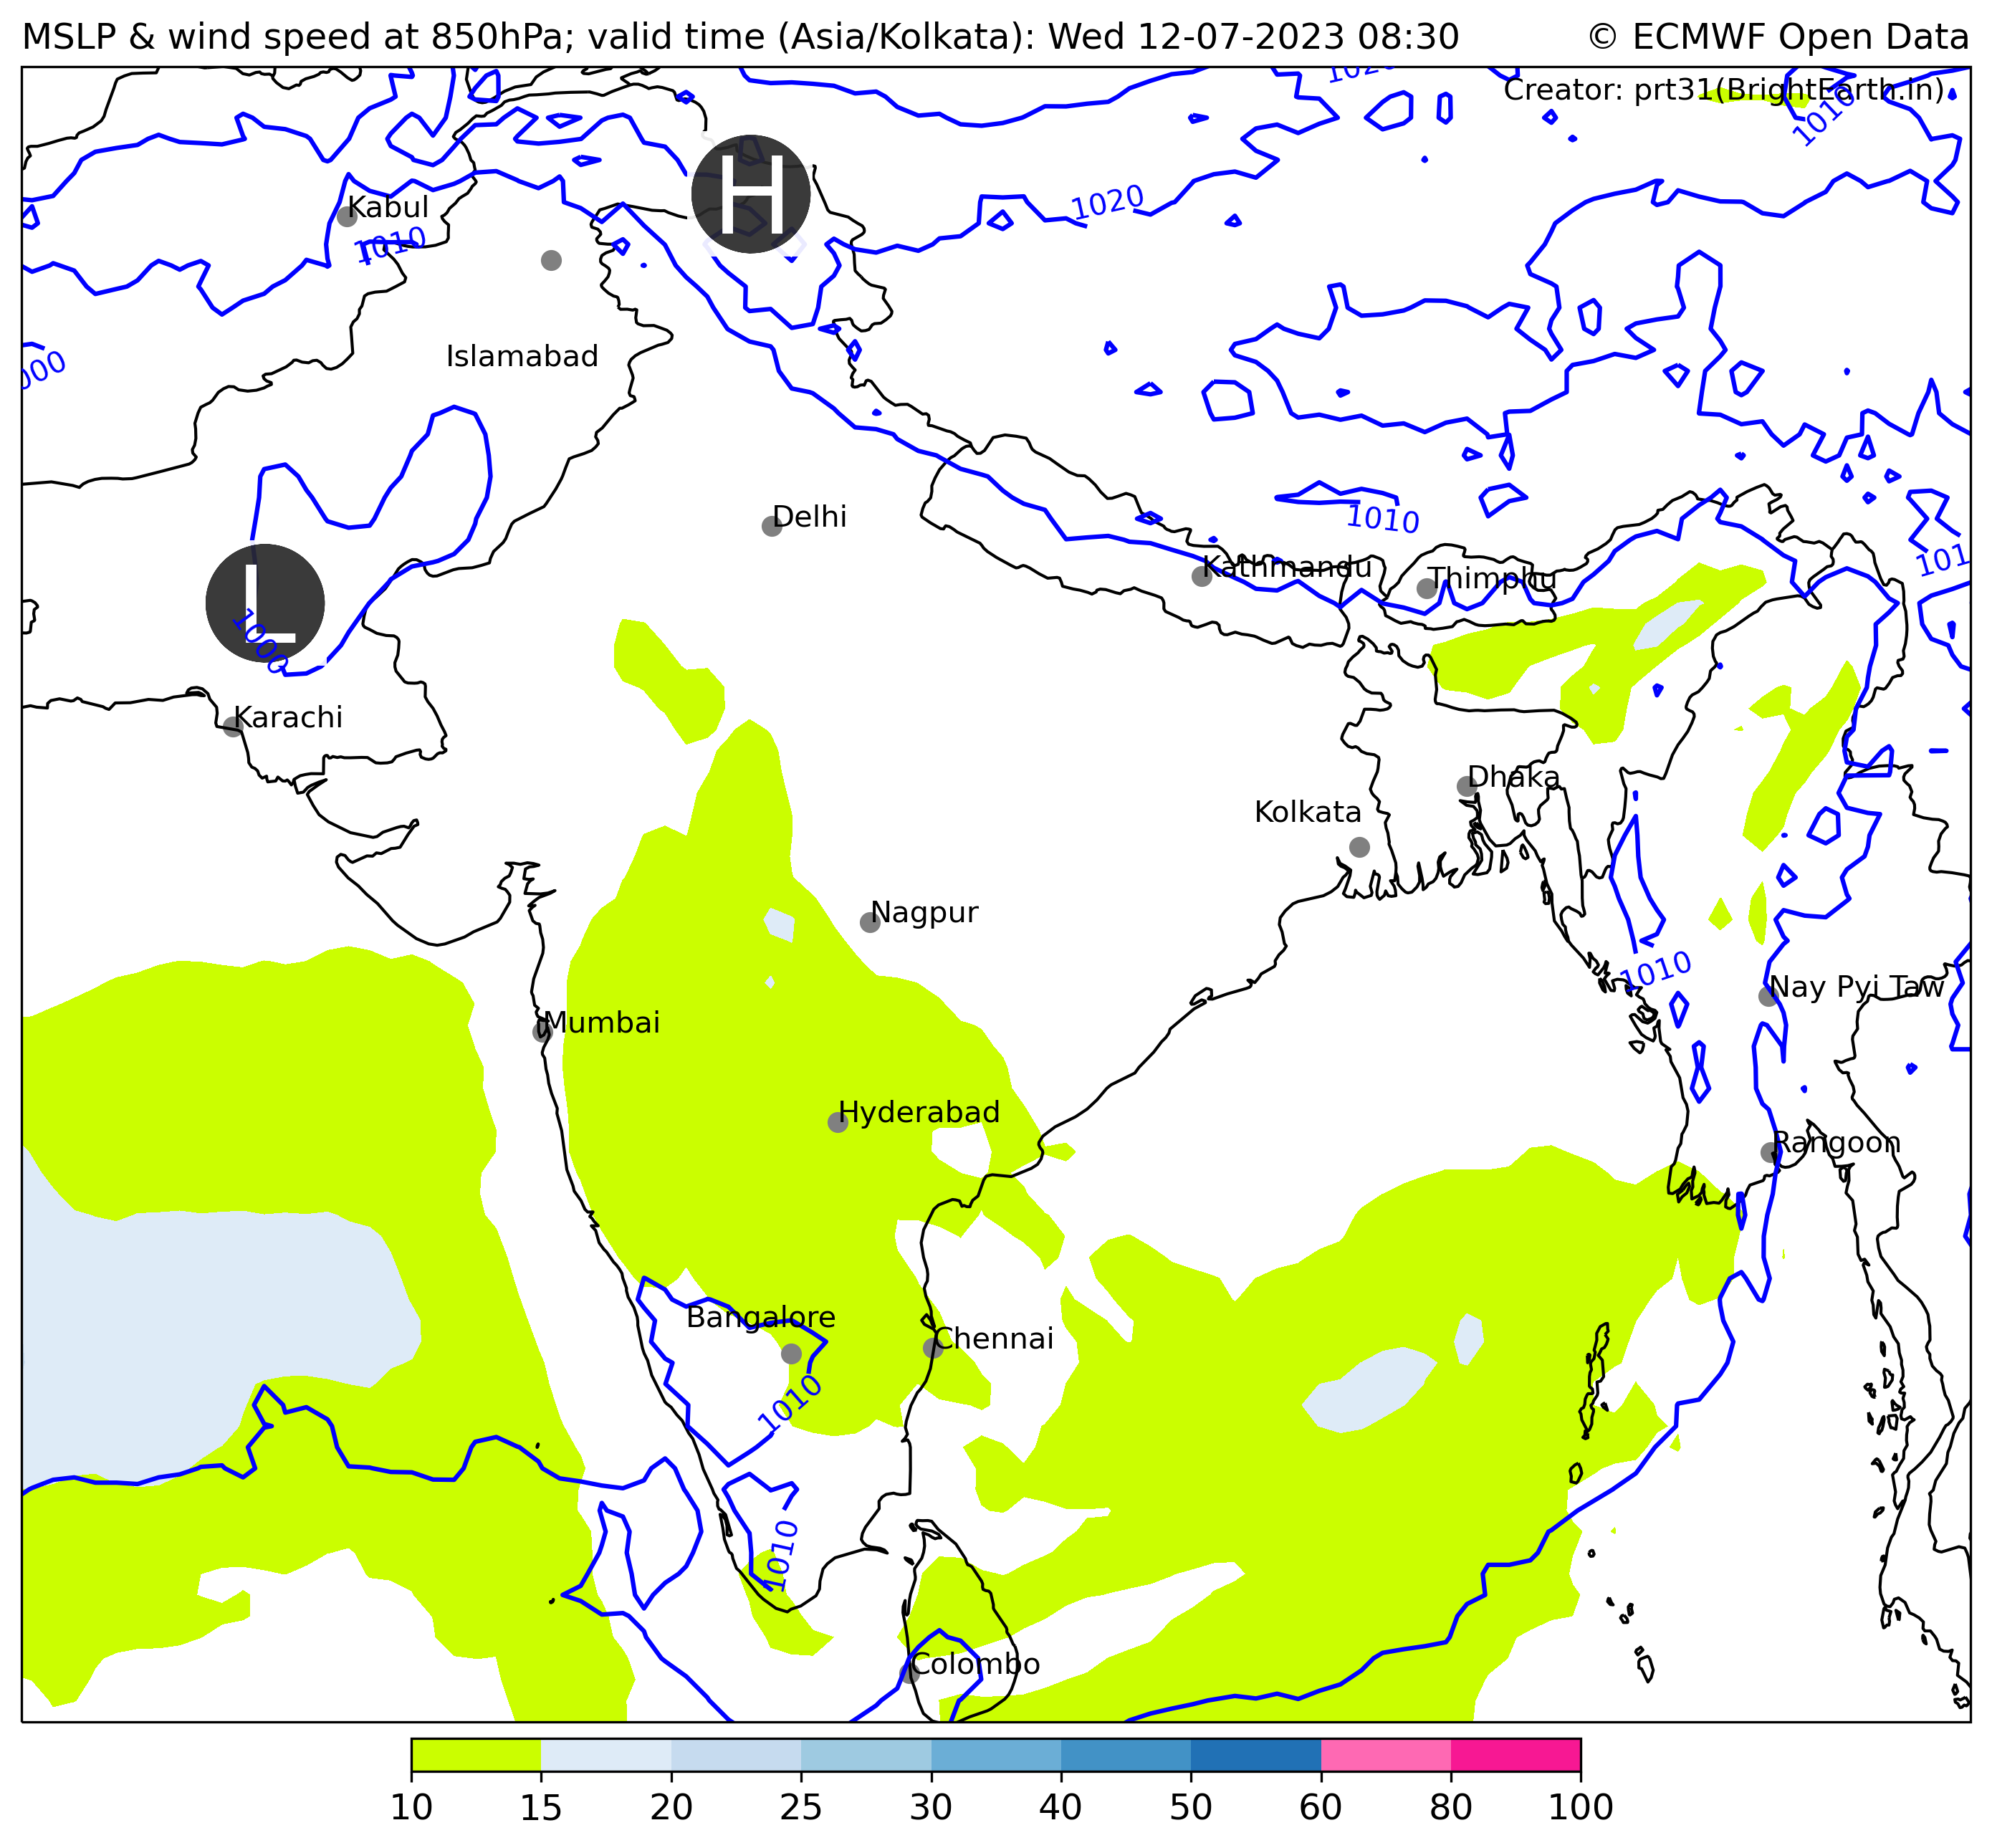 MSLP & wind speed at 850hPa; valid time (Asia/Kolkata): Wed 12-07-2023 08:30 © ECMWF Open Data
Creator: prt31(BrightEarth.in)
1020
1010
H
1020
Kabul
1010
Islamabad
000
Delhi
1010
101
Kathmandu
Thimphu
L
1000
Karachi
Dhaka
Kolkata
Nagpur
1010
Nay Pyi Taw
Mumbai
Hyderabad
Rangoon
Bangalore
Chennai
1010
1010
Colombo
10 15 20 25 30 40 50 60 80 100